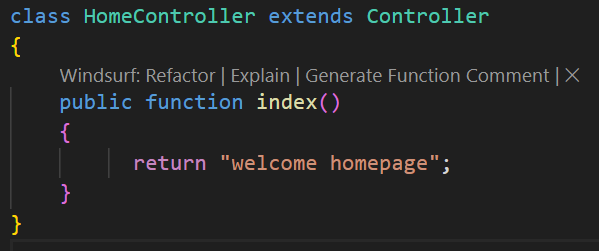 class HomeController extends Controller
{
Windsurf: Refactor | Explain | Generate Function Comment | ×
public function index()
{
return "welcome homepage";
}
}